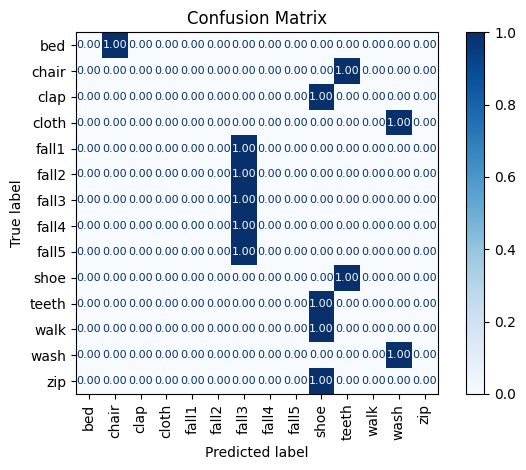 Confusion Matrix
True label
bed 0.00 1.00 0.00 0.00 0.00 0.00 0.00 0.00 0.00 0.00 0.00 0.00 0.00 0.00
chair 0.00 0.00 0.00 0.00 0.00 0.00 0.00 0.00 0.00 0.00 1.00 0.00 0.00 0.00
clap 0.00 0.00 0.00 0.00 0.00 0.00 0.00 0.00 0.00 1.00 0.00 0.00 0.00 0.00
cloth 0.00 0.00 0.00 0.00 0.00 0.00 0.00 0.00 0.00 0.00 0.00 0.00 1.00 0.00
fall1 0.00 0.00 0.00 0.00 0.00 0.00 1.00 0.00 0.00 0.00 0.00 0.00 0.00 0.00
fall2 0.00 0.00 0.00 0.00 0.00 0.00 1.00 0.00 0.00 0.00 0.00 0.00 0.00 0.00
fall3 0.00 0.00 0.00 0.00 0.00 0.00 1.00 0.00 0.00 0.00 0.00 0.00 0.00 0.00
fall4 0.00 0.00 0.00 0.00 0.00 0.00 1.00 0.00 0.00 0.00 0.00 0.00 0.00 0.00
fall5 0.00 0.00 0.00 0.00 0.00 0.00 1.00 0.00 0.00 0.00 0.00 0.00 0.00 0.00
shoe 0.00 0.00 0.00 0.00 0.00 0.00 0.00 0.00 0.00 0.00 1.00 0.00 0.00 0.00
teeth 0.00 0.00 0.00 0.00 0.00 0.00 0.00 0.00 0.00 1.00 0.00 0.00 0.00 0.00
walk 0.00 0.00 0.00 0.00 0.00 0.00 0.00 0.00 0.00 1.00 0.00 0.00 0.00 0.00
wash 0.00 0.00 0.00 0.00 0.00 0.00 0.00 0.00 0.00 0.00 0.00 0.00 1.00 0.00
zip 0.00 0.00 0.00 0.00 0.00 0.00 0.00 0.00 0.00 1.00 0.00 0.00 0.00 0.00
bed chair clap cloth fall1 fall2 fall3 fall4 fall5 shoe teeth walk wash zip
Predicted label
1.0
0.8
0.6
0.4
0.2
0.0